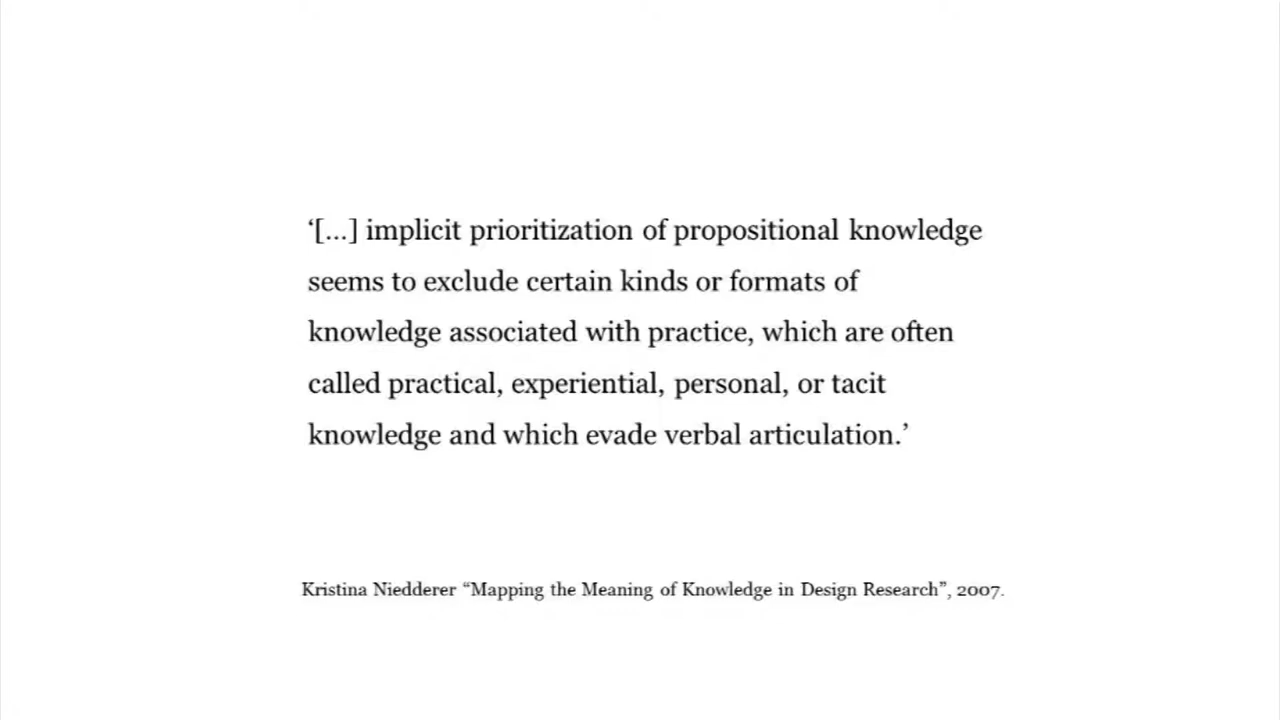 ‘[...] implicit prioritization of propositional knowledge
seems to exclude certain kinds or formats of
knowledge associated with practice, which are often
called practical, experiential, personal, or tacit
knowledge and which evade verbal articulation.’
Kristina Niedderer “Mapping the Meaning of Knowledge in Design Research”, 2007.